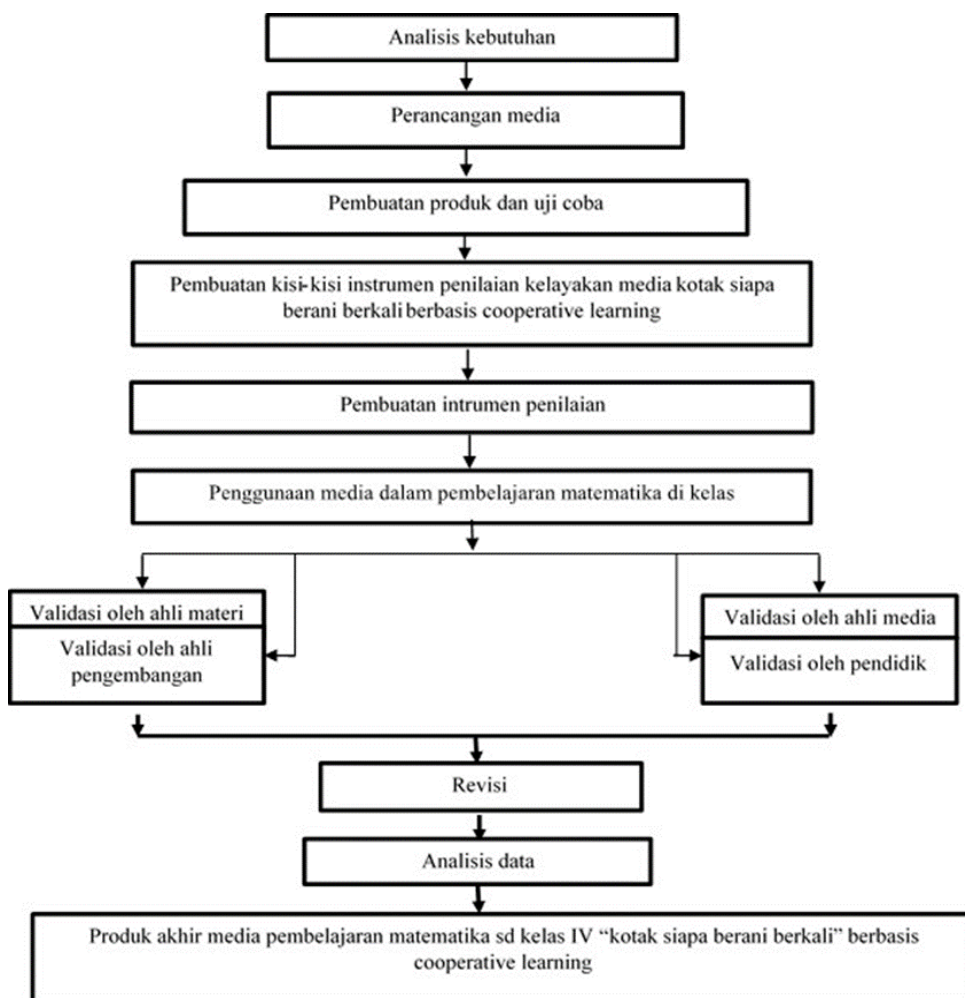 Analisis kebutuhan
Perancangan media
Pembuatan produk dan uji coba
Pembuatan kisi-kisi instrumen penilaian kelayakan media kotak siapa
berani berkali berbasis cooperative learning
Pembuatan intrumen penilaian
Penggunaan media dalam pembelajaran matematika di kelas
Validasi oleh ahli materi
Validasi oleh ahli
pengembangan
Validasi oleh ahli media
Validasi oleh pendidik
Revisi
Analisis data
Produk akhir media pembelajaran matematika sd kelas IV “kotak siapa berani berkali” berbasis
cooperative learning